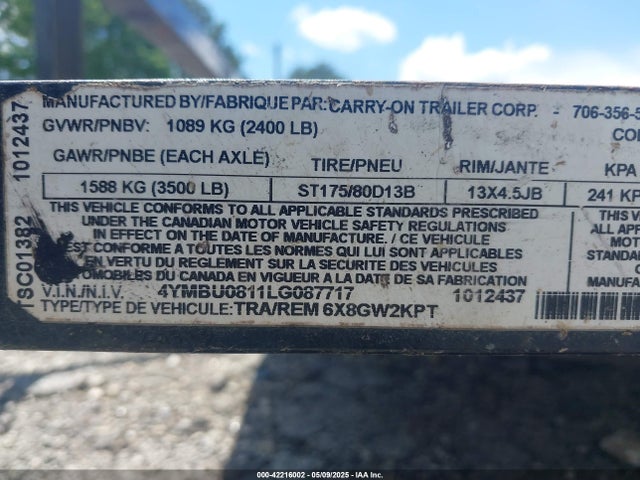 MANUFACTURED BY/FABRIQUE PAR: CARRY-ON TRAILER CORP. - 706-356-5
GVWR/PNBV: 1089 KG (2400 LB) CO
GAWR/PNBE (EACH AXLE) TIRE/PNEU RIM/JANTE KPA
1588 KG (3500 LB) ST175/80D13B 13X4.5JB 241 KP
THIS VEHICLE CONFORMS TO ALL APPLICABLE STANDARDS PRESCRIBED THIS V
UNDER THE CANADIAN MOTOR VEHICLE SAFETY REGULATIONS MOTOR
IN EFFECT ON THE DATE OF MANUFACTURE. / CE VEHICULE
EST CONFORME A TOUTES LES NORMES QUI LUI SONT STANDARD
EN VERTU DU REGLEMENT SUR LA SECURITE DES VEHICULES
AUTOMOBILES DU CANADA EN VIGUEUR A LA DATE DE SA FABRICATION.
V.I.N./N.I.V. 4YMBU0811LG087717 1012437
TYPE/TYPE DE VEHICULE: TRA/REM 6X8GW2KPT
SC01382 1012437
000-42216002 - 05/09/2025 - IAA Inc.